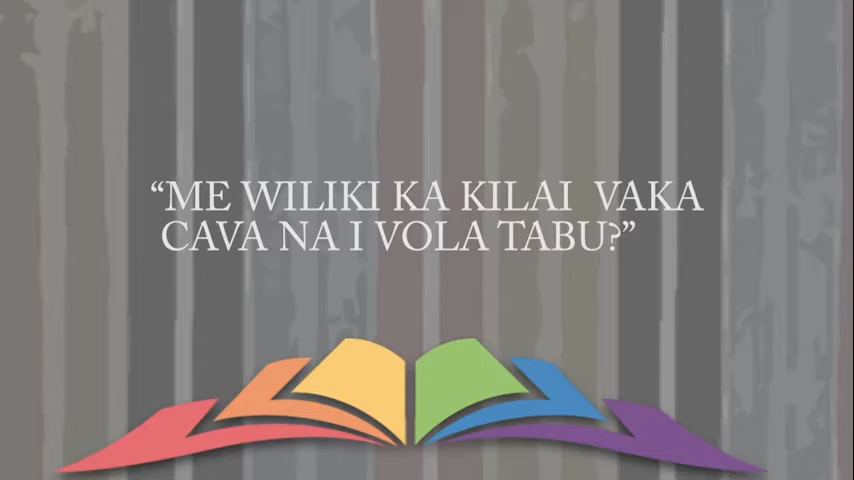 “ME WILIKI KA KILAI VAKA
CAVA NA I VOLA TABU?”